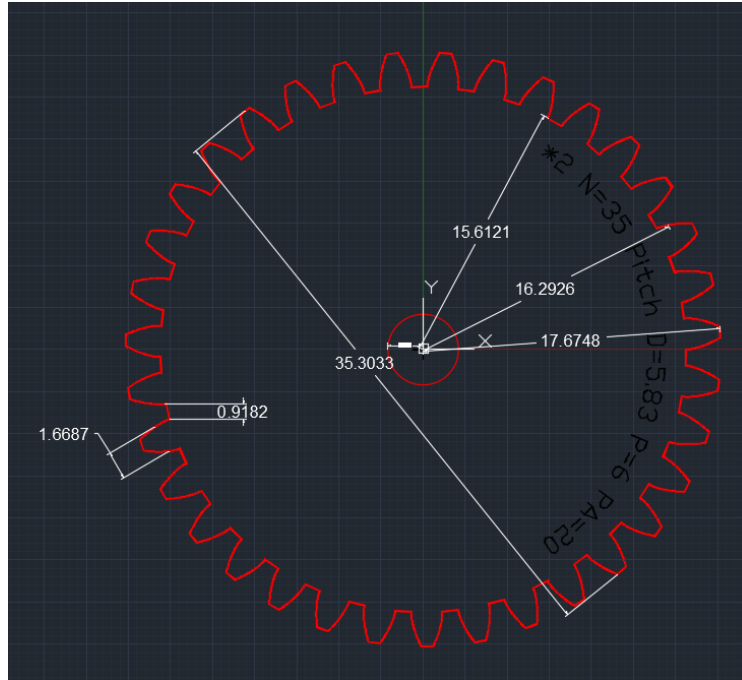 *2 N=35 Pitch D=5.83 P=6 PA=20
15.6121
Y
16.2926
X
17.6748
35.3033
0.9182
1.6687